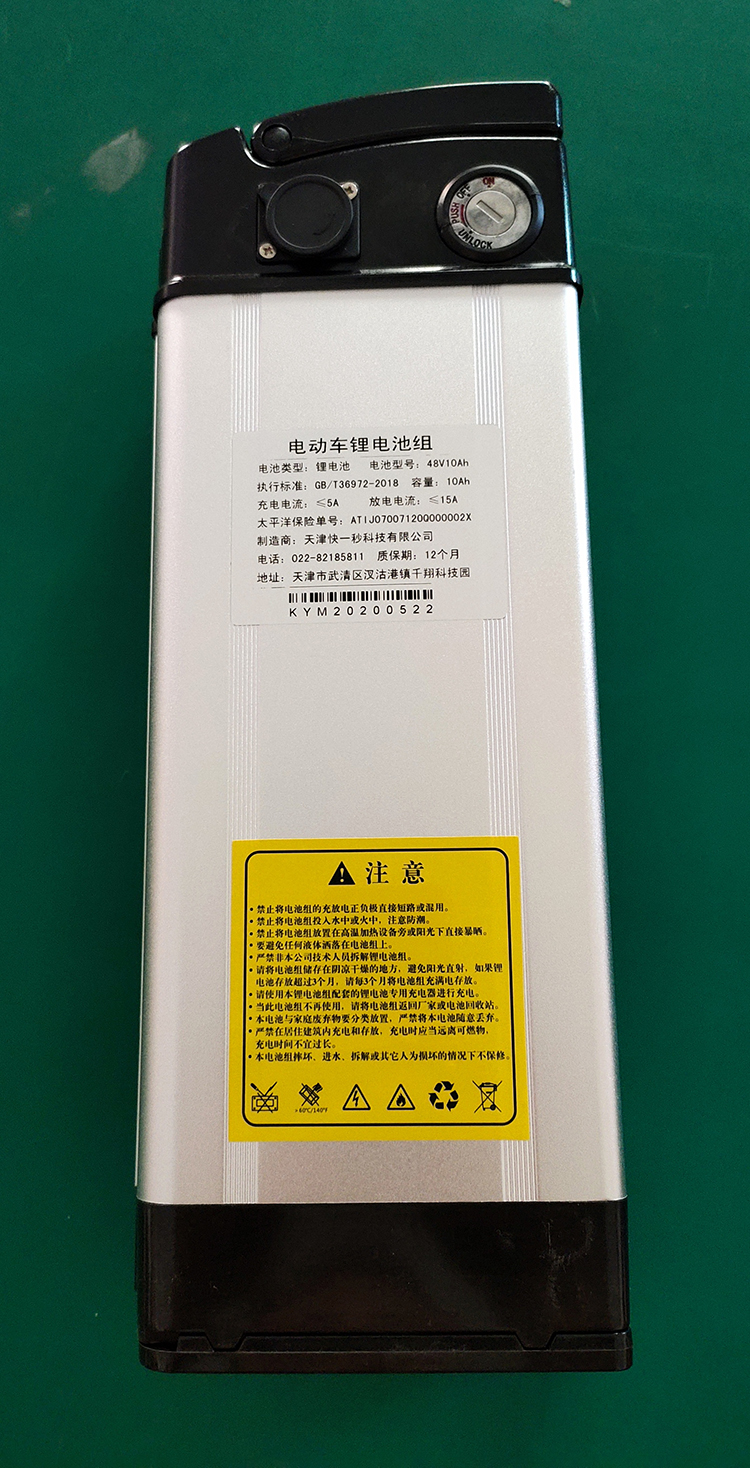 OFF ON
PUSH
UNLOCK
电动车锂电池组
电池类型：锂电池 电池型号：48V10Ah
执行标准：GB/T36972-2018 容量：10Ah
充电电流：≤5A 放电电流：≤15A
太平洋保险单号：ATIJ07007120Q000002X
制造商：天津快一秒科技有限公司
电话：022-82185811 质保期：12个月
地址：天津市武清区汊沽港镇千翔科技园
KYM20200522
注意
•禁止将电池组的充放电正负极直接短路或混用。
•禁止将电池组投入水中或火中，注意防潮。
•禁止将电池组放置在高温加热设备旁或阳光下直接暴晒。
•要避免任何液体洒落在电池组上。
•严禁非本公司技术人员拆解锂电池组。
•请将电池组储存在阴凉干燥的地方，避免阳光直射，如果锂
电池存放超过3个月，请每3个月将电池组充满电存放。
•请使用本锂电池组配套的锂电池专用充电器进行充电。
•当此电池组不再使用，请将电池组返回厂家或电池回收站。
•本电池与家庭废弃物要分类放置，严禁将本电池随意丢弃。
•严禁在居住建筑内充电和存放，充电时应当远离可燃物，
充电时间不宜过长。
•本电池组摔坏、进水、拆解或其它人为损坏的情况下不保修。
>60℃/140℉